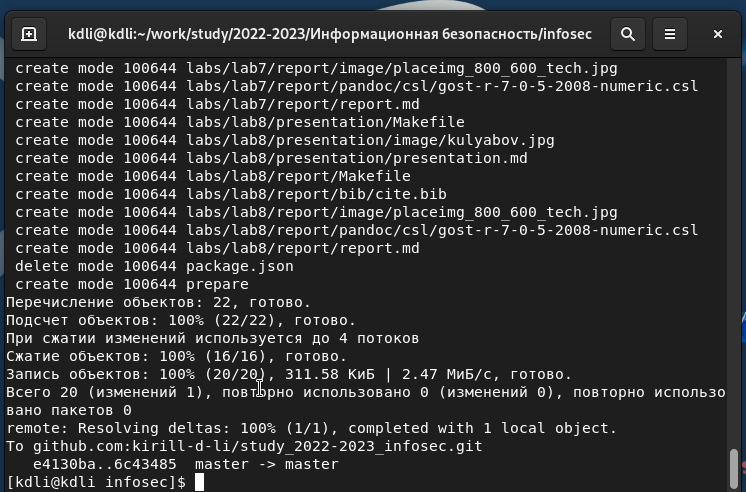 kdli@kdli:~/work/study/2022-2023/Информационная безопасность/infosec
create mode 100644 labs/lab7/report/image/placeimg_800_600_tech.jpg
create mode 100644 labs/lab7/report/pandoc/csl/gost-r-7-0-5-2008-numeric.csl
create mode 100644 labs/lab7/report/report.md
create mode 100644 labs/lab8/presentation/Makefile
create mode 100644 labs/lab8/presentation/image/kulyabov.jpg
create mode 100644 labs/lab8/presentation/presentation.md
create mode 100644 labs/lab8/report/Makefile
create mode 100644 labs/lab8/report/bib/cite.bib
create mode 100644 labs/lab8/report/image/placeimg_800_600_tech.jpg
create mode 100644 labs/lab8/report/pandoc/csl/gost-r-7-0-5-2008-numeric.csl
create mode 100644 labs/lab8/report/report.md
delete mode 100644 package.json
create mode 100644 prepare
Перечисление объектов: 22, готово.
Подсчет объектов: 100% (22/22), готово.
При сжатии изменений используется до 4 потоков
Сжатие объектов: 100% (16/16), готово.
Запись объектов: 100% (20/20), 311.58 КиБ | 2.47 МиБ/с, готово.
Всего 20 (изменений 1), повторно использовано 0 (изменений 0), повторно использо
вано пакетов 0
remote: Resolving deltas: 100% (1/1), completed with 1 local object.
To github.com:kirill-d-li/study_2022-2023_infosec.git
e4130ba..6c43485  master -> master
[kdli@kdli infosec]$